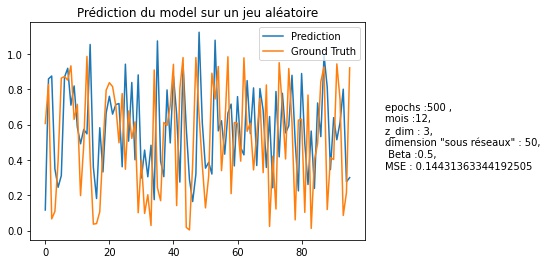 Prédiction du model sur un jeu aléatoire
Prediction
Ground Truth
1.0
0.8
0.6
0.4
0.2
0.0
0 20 40 60 80
epochs :500 ,
mois :12,
z_dim : 3,
dimension "sous réseaux" : 50,
Beta :0.5,
MSE : 0.14431363344192505